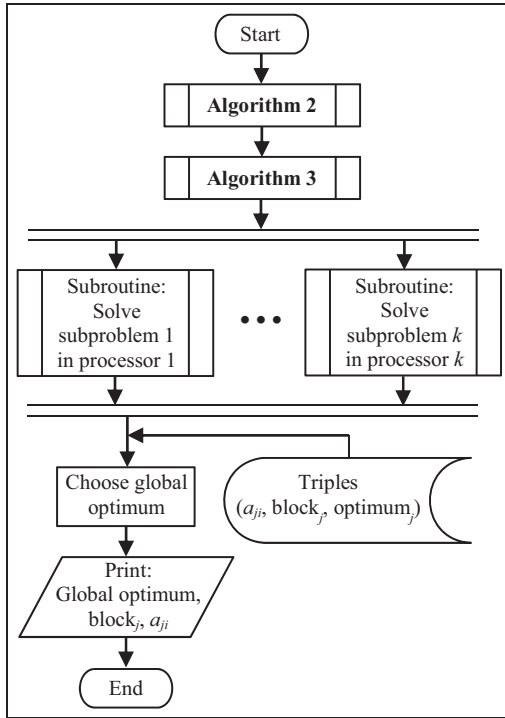 Start
Algorithm 2
Algorithm 3
Subroutine:
Solve
subproblem 1
in processor 1
•••
Subroutine:
Solve
subproblem k
in processor k
Choose global
optimum
Triples
(aji, blockj, optimumj)
Print:
Global optimum,
blockj, aji
End